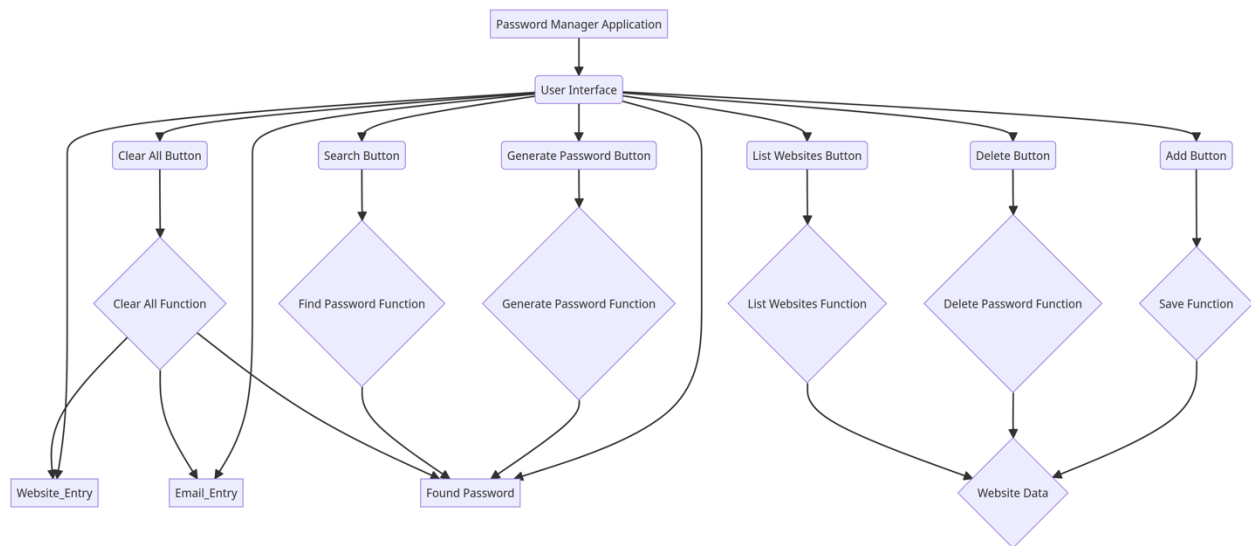 Password Manager Application
User Interface
Clear All Button
Search Button
Generate Password Button
List Websites Button
Delete Button
Add Button
Clear All Function
Find Password Function
Generate Password Function
List Websites Function
Delete Password Function
Save Function
Website_Entry
Email_Entry
Found Password
Website Data